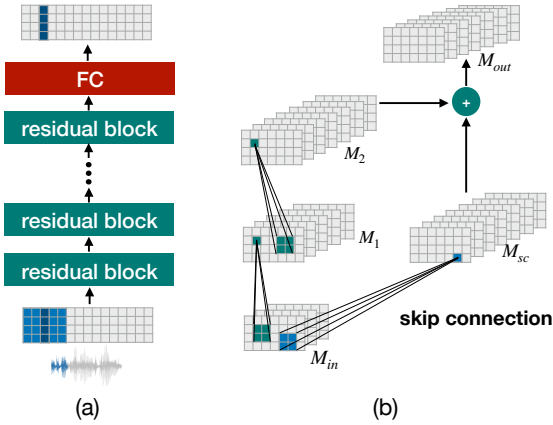 FC
residual block
residual block
residual block
(a)
M_out
+
M_2
M_1
M_sc
M_in
skip connection
(b)